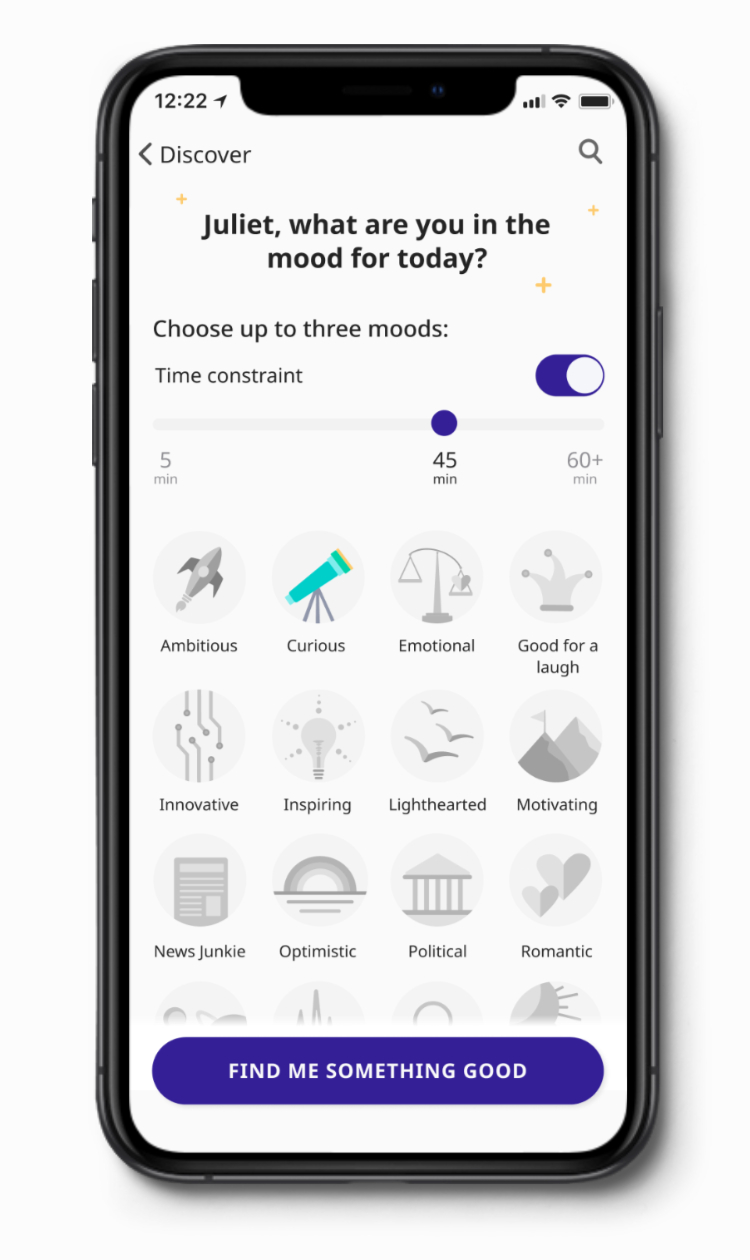 12:22
Discover
Juliet, what are you in the
mood for today?
Choose up to three moods:
Time constraint
5 45 60+
min min min
Ambitious Curious Emotional Good for a
laugh
Innovative Inspiring Lighthearted Motivating
News Junkie Optimistic Political Romantic
FIND ME SOMETHING GOOD